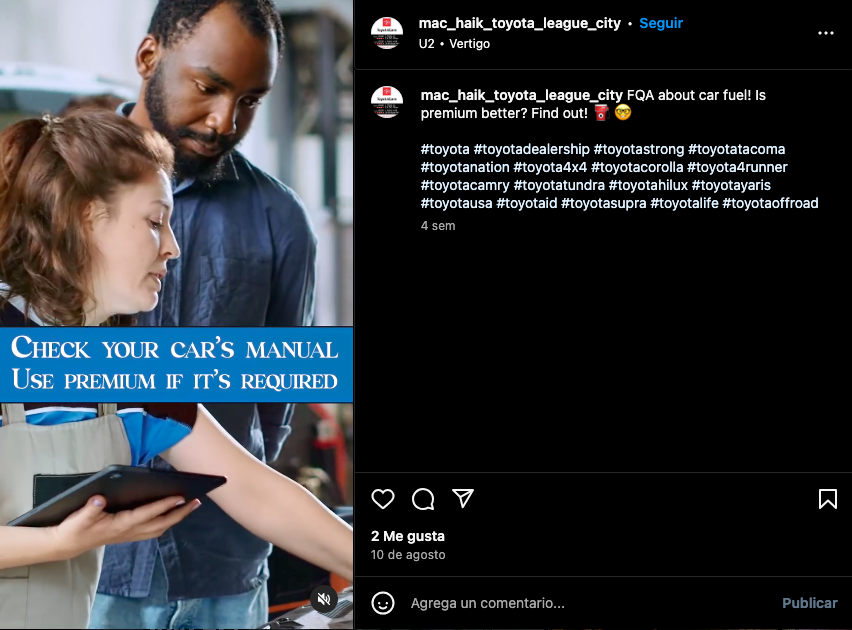 mac_haik_toyota_league_city • Seguir
U2 • Vertigo
mac_haik_toyota_league_city FQA about car fuel! Is
premium better? Find out!
#toyota #toyotadealership #toyotastrong #toyotatacoma
#toyotanation #toyota4x4 #toyotacorolla #toyota4runner
#toyotacamry #toyotatundra #toyotahilux #toyotayaris
#toyotausa #toyotaid #toyotasupra #toyotalife #toyotaoffroad
4 sem
Check your car's manual
Use premium if it's required
2 Me gusta
10 de agosto
Agrega un comentario...
Publicar